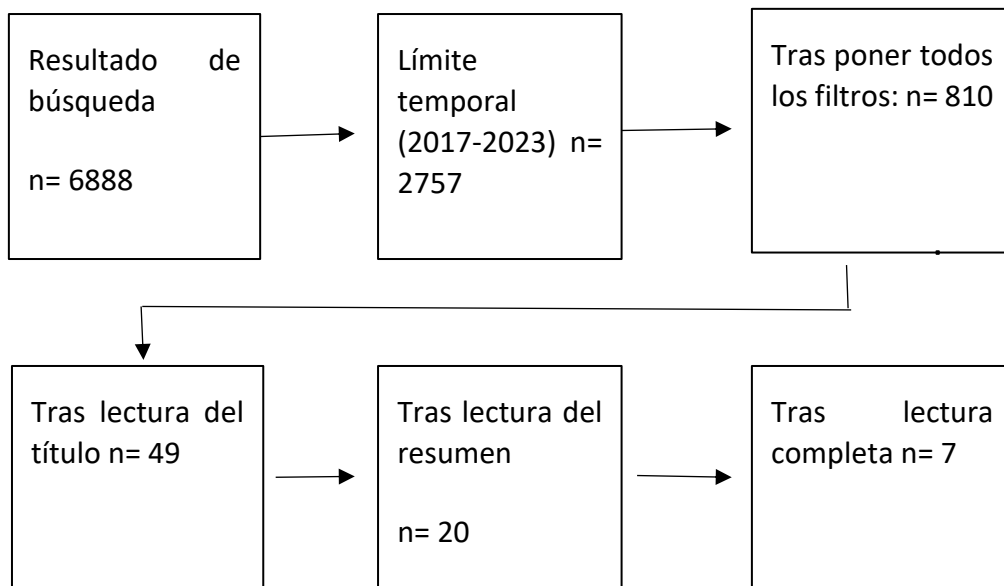 Resultado de
búsqueda
n= 6888
Límite
temporal
(2017-2023) n=
2757
Tras poner todos
los filtros: n= 810
Tras lectura del
título n= 49
Tras lectura del
resumen
n= 20
Tras lectura
completa n= 7